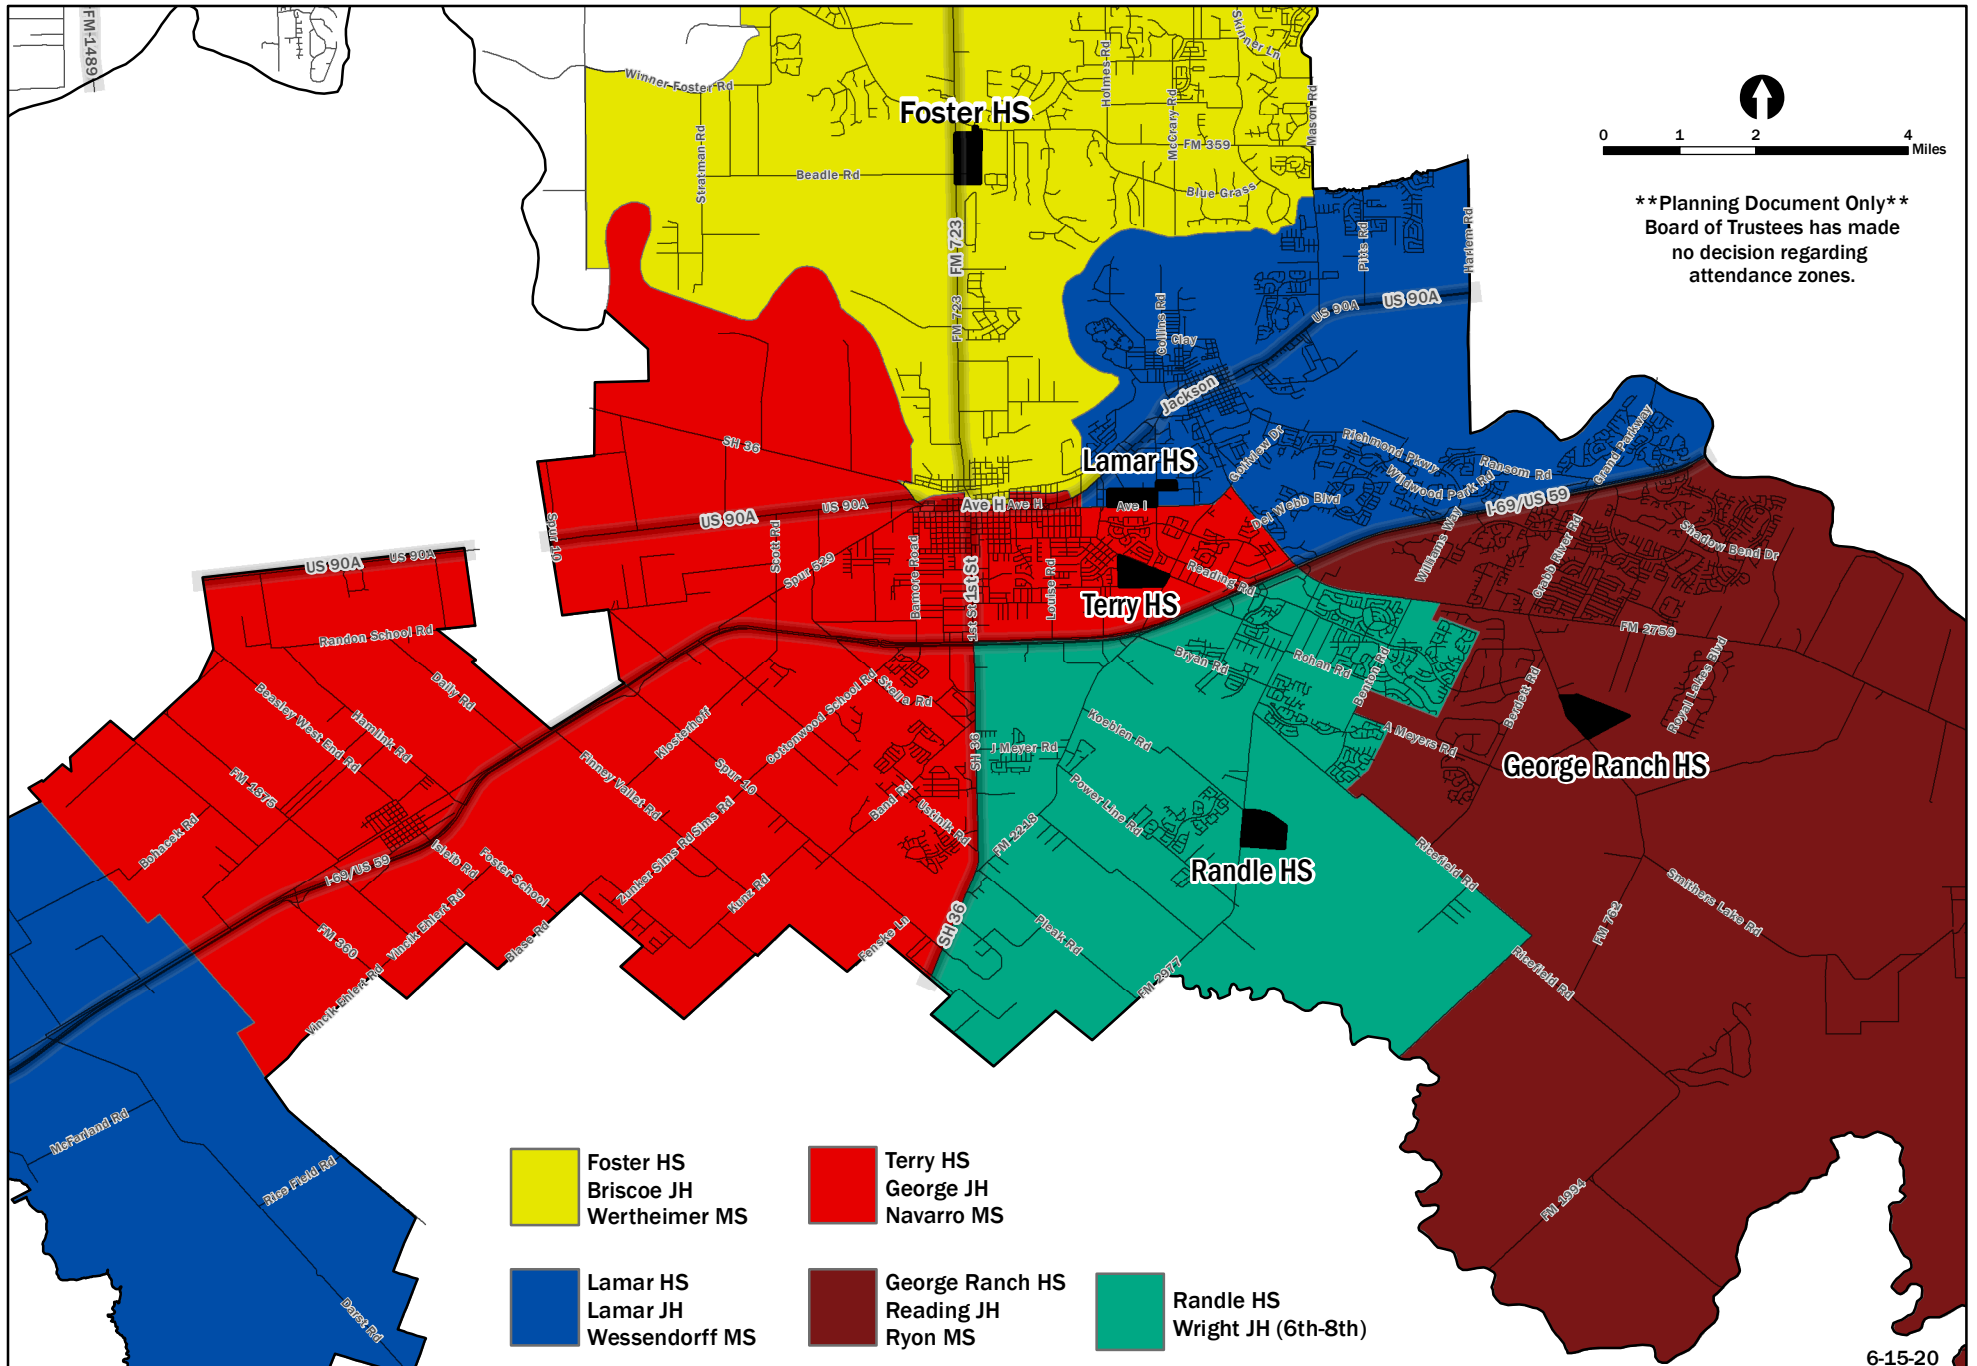 FM-1489
Winner-Foster-Rd
Skinner Ln
Holmes-Rd
McCrary-Rd
Mason-Rd
Foster HS
Stratman-Rd
FM 359
Beadle Rd
Blue Grass
0 1 2 4
Miles
**Planning Document Only**
Board of Trustees has made
no decision regarding
attendance zones.
FM 723
FM-723
Pitts Rd
Harlem-Rd
US 90A
US 90A
Collins Rd
Clay
Jackson
SH 36
Lamar HS
Golfview Dr
Richmond Pkwy
Ransom Rd
Wildwood Park Rd
Grand Parkway
Del Webb Blvd
I-69/US 59
US 90A
US 90A
Ave H
Ave H
Ave I
Spur 10
Scott Rd
Spur 529
Bamore Road
1st St
1st St
Louise Rd
Terry HS
Reading Rd
Williams Way
Crabb River Rd
Shadow Bend Dr
US 90A
US 90A
Randon School Rd
FM 2759
Bryan Rd
Rohan Rd
Benton Rd
Berdett Rd
Royal Lakes Blvd
Beasley West End Rd
Hamlink Rd
Daily Rd
Klosterhoff
Cottonwood School Rd
Stella Rd
Koeblen Rd
J Meyer Rd
SH 36
A Meyers Rd
George Ranch HS
FM 1875
Finney Vallet Rd
Spur 10
Band Rd
Ustinik Rd
Power Line Rd
FM 2218
Bohacek Rd
I-69/US 59
Isleib Rd
Foster School
Zunker Sims Rd
Sims Rd
Kunz Rd
Randle HS
Ricefield Rd
Smithers Lake Rd
FM 360
Vincik Ehlert Rd
Vincik Ehlert Rd
Blase Rd
Fenske Ln
SH 36
Pleak Rd
FM 2977
FM 762
Ricefield Rd
McFarland Rd
Rice Field Rd
Darst Rd
FM 1994
Foster HS
Briscoe JH
Wertheimer MS
Terry HS
George JH
Navarro MS
Lamar HS
Lamar JH
Wessendorff MS
George Ranch HS
Reading JH
Ryon MS
Randle HS
Wright JH (6th-8th)
6-15-20